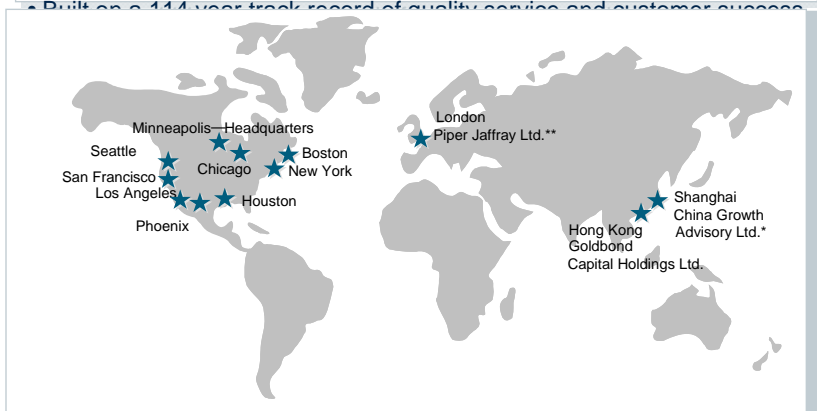 • Built on a 114-year track record of quality service and customer success
London
Minneapolis—Headquarters
Piper Jaffray Ltd.**
Seattle
Boston
Chicago
New York
San Francisco
Los Angeles
Houston
Phoenix
Shanghai
China Growth
Advisory Ltd.*
Hong Kong
Goldbond
Capital Holdings Ltd.